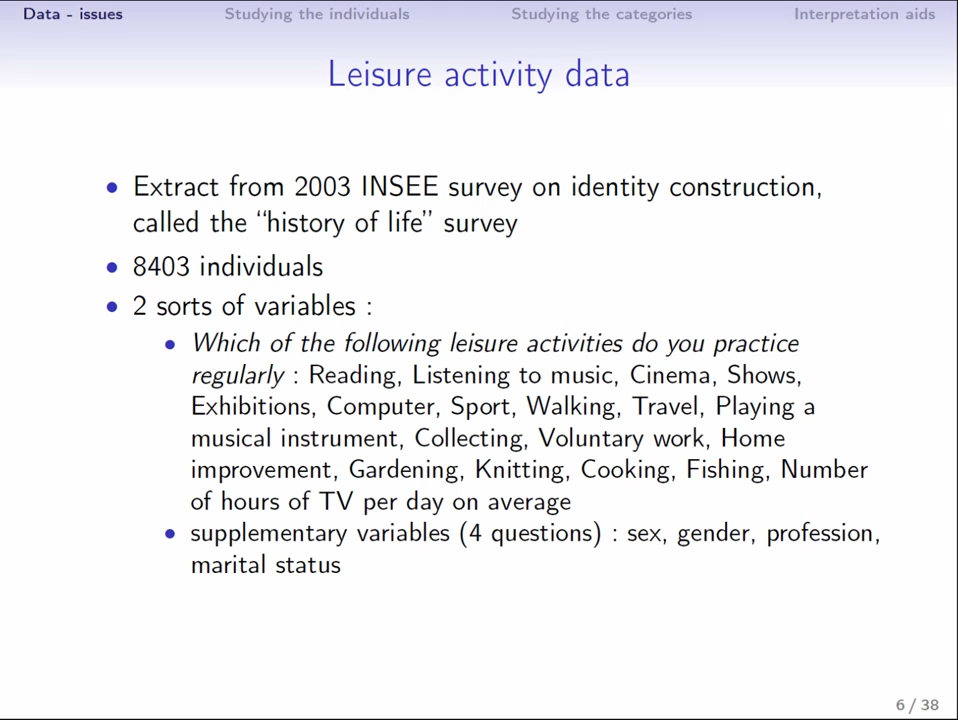 Data - issues Studying the individuals Studying the categories Interpretation aids
Leisure activity data
• Extract from 2003 INSEE survey on identity construction,
called the “history of life” survey
• 8403 individuals
• 2 sorts of variables :
• Which of the following leisure activities do you practice
regularly : Reading, Listening to music, Cinema, Shows,
Exhibitions, Computer, Sport, Walking, Travel, Playing a
musical instrument, Collecting, Voluntary work, Home
improvement, Gardening, Knitting, Cooking, Fishing, Number
of hours of TV per day on average
• supplementary variables (4 questions) : sex, gender, profession,
marital status
6 / 38